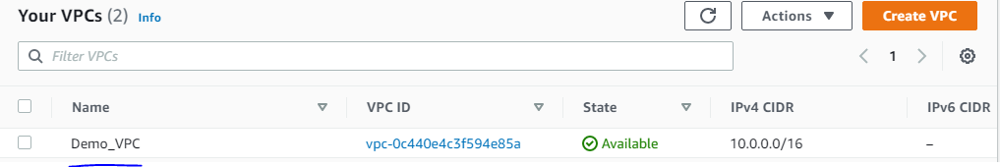 Your VPCs (2) Info Actions Create VPC
Filter VPCs 1
Name VPC ID State IPv4 CIDR IPv6 CIDR
Demo_VPC vpc-0c440e4c3f594e85a Available 10.0.0.0/16 –